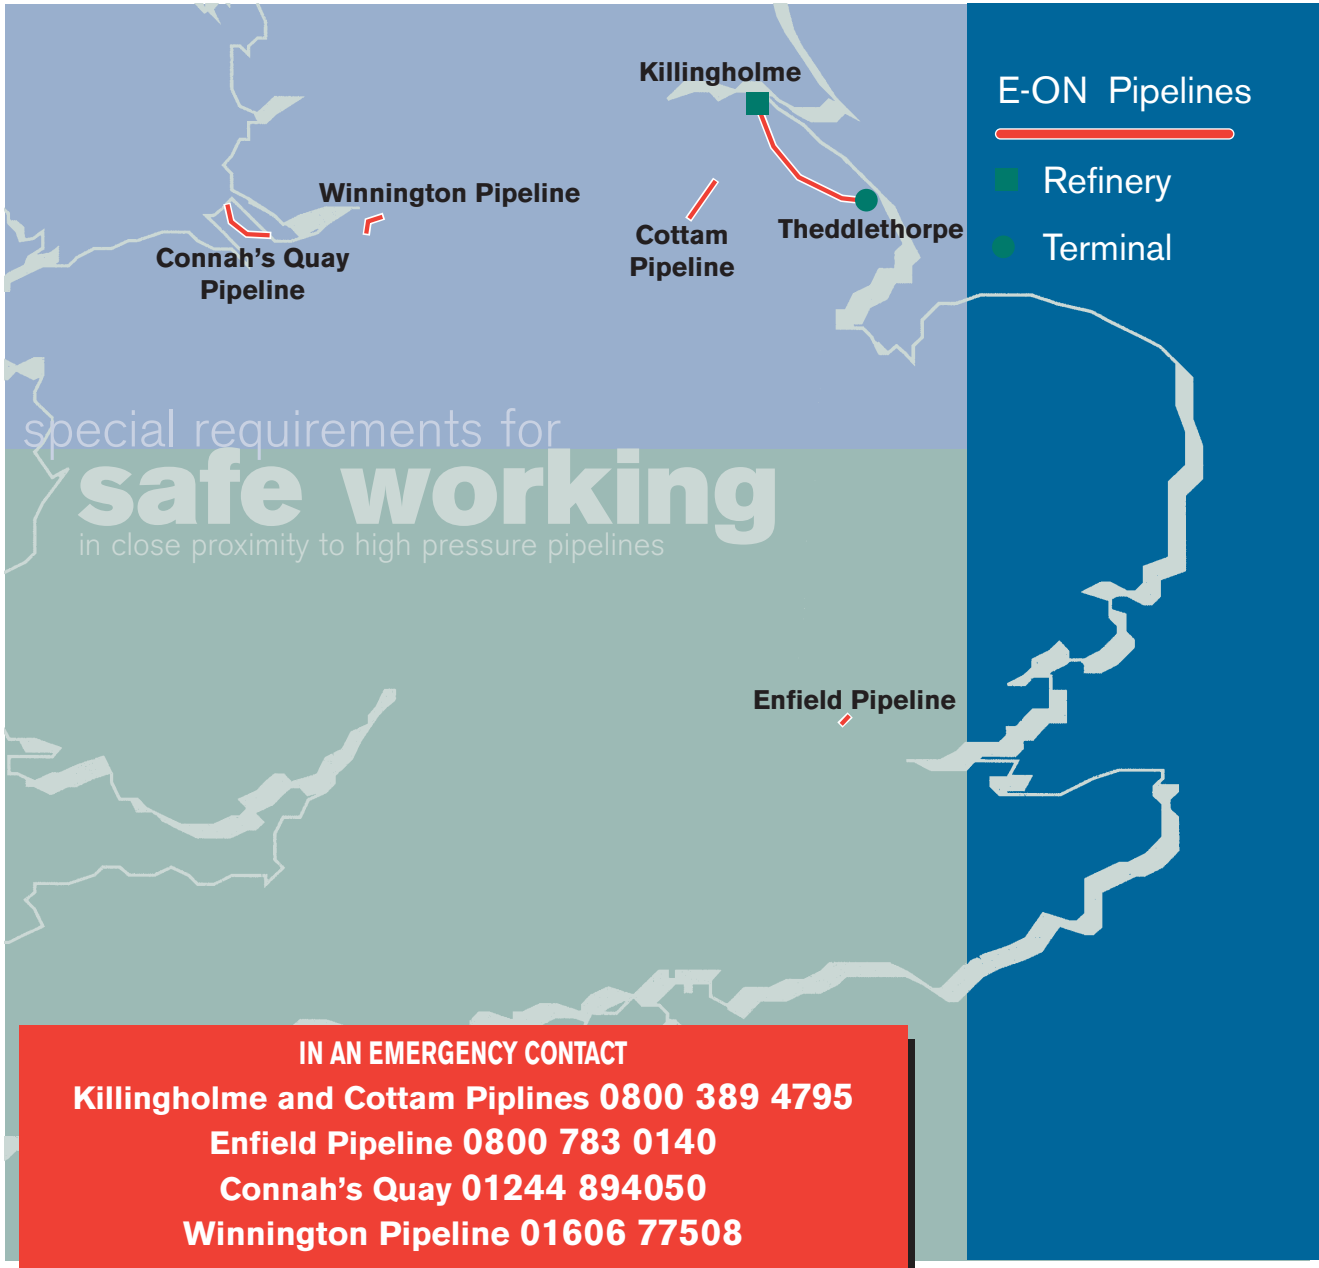 Killingholme
E-ON Pipelines
Refinery
Terminal
Winnington Pipeline
Cottam
Pipeline
Theddlethorpe
Connah’s Quay
Pipeline
special requirements for
safe working
in close proximity to high pressure pipelines
Enfield Pipeline
IN AN EMERGENCY CONTACT
Killingholme and Cottam Piplines 0800 389 4795
Enfield Pipeline 0800 783 0140
Connah’s Quay 01244 894050
Winnington Pipeline 01606 77508